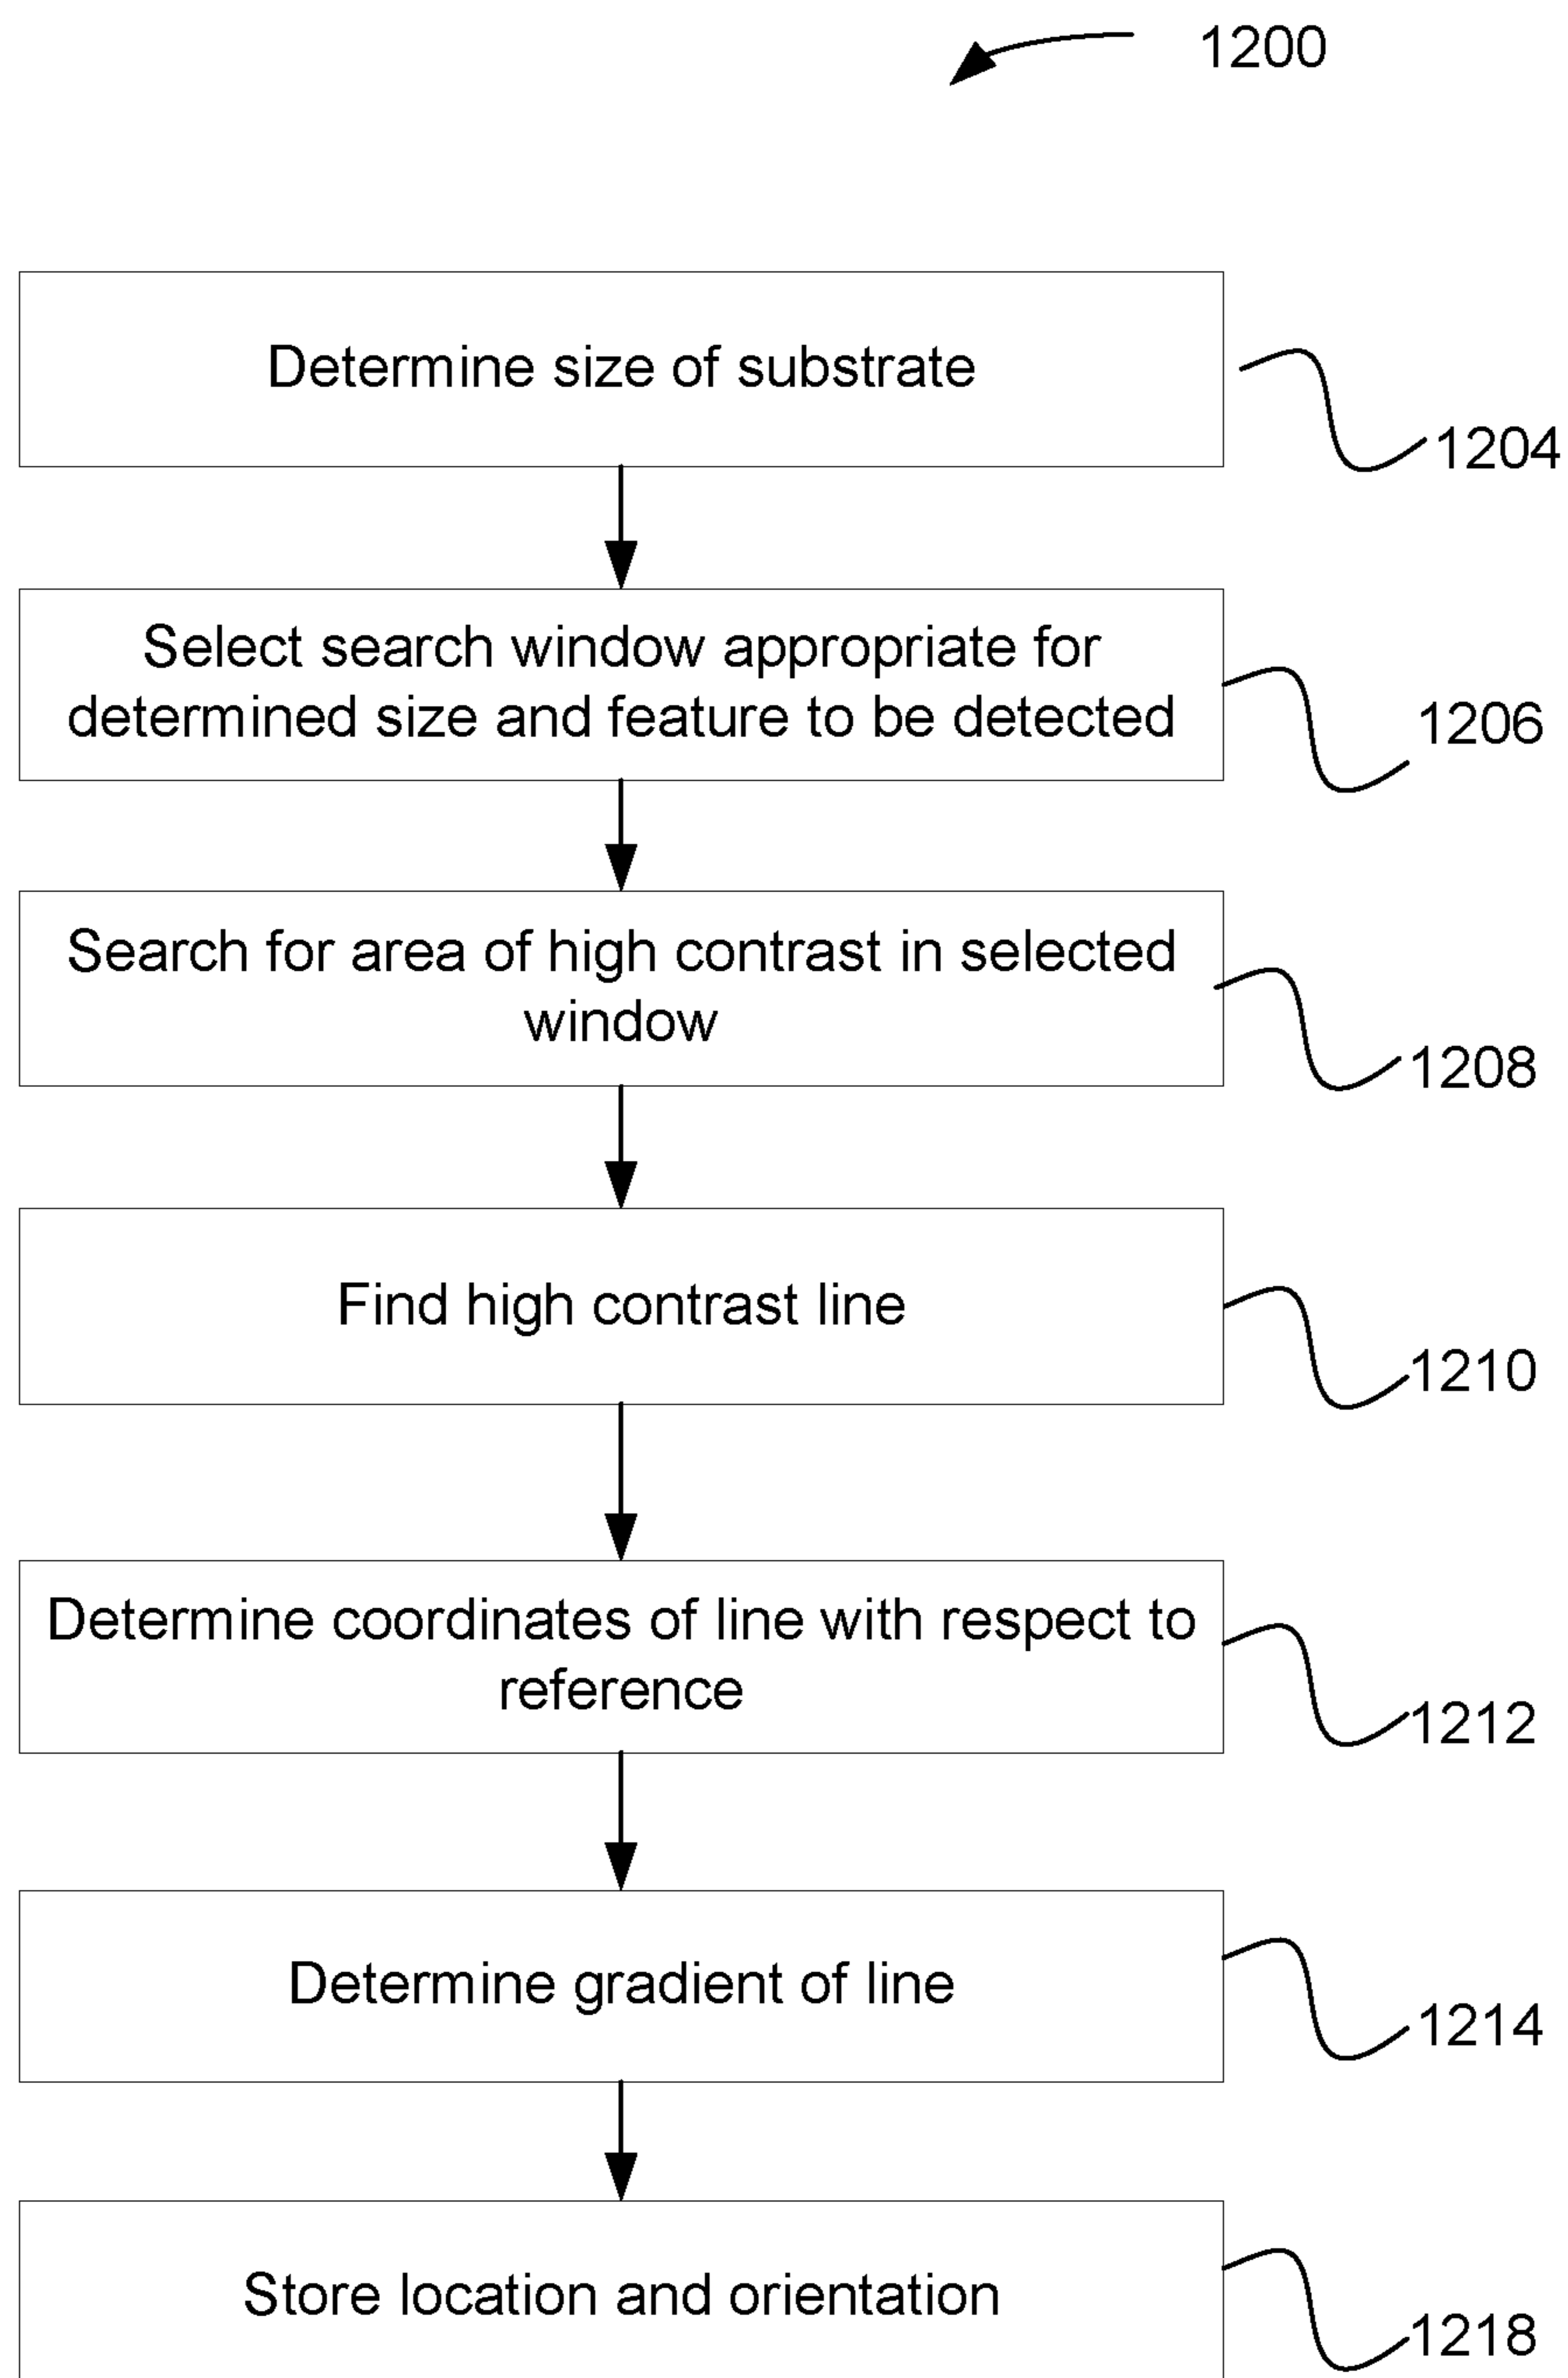 1200
Determine size of substrate
1204
Select search window appropriate for
determined size and feature to be detected
1206
Search for area of high contrast in selected
window
1208
Find high contrast line
1210
Determine coordinates of line with respect to
reference
1212
Determine gradient of line
1214
Store location and orientation
1218